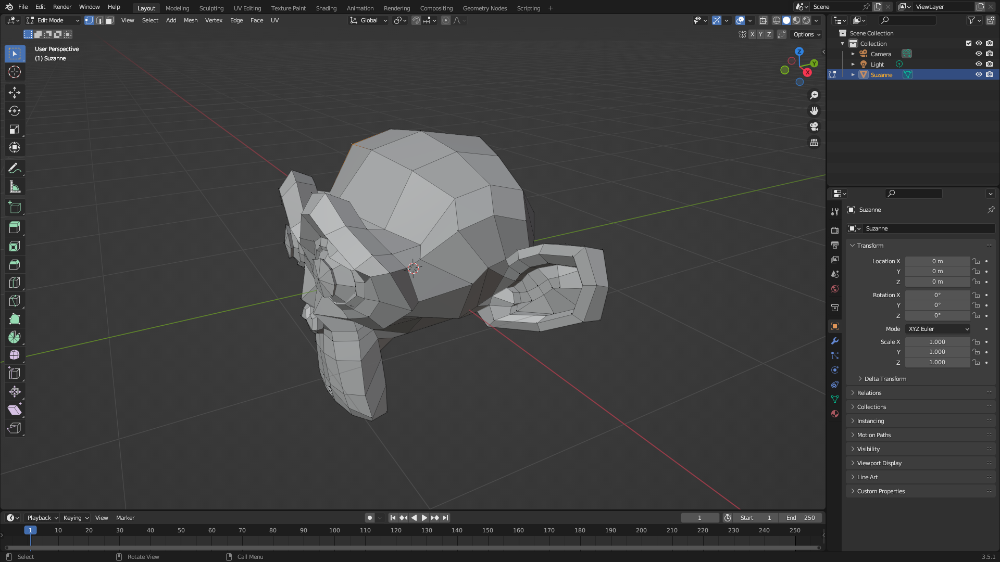 File Edit Render Window Help Layout Modeling Sculpting UV Editing Texture Paint Shading Animation Rendering Compositing Geometry Nodes Scripting + Scene ViewLayer
Edit Mode View Select Add Mesh Vertex Edge Face UV Global
X Y Z Options
User Perspective
(1) Suzanne
Z
Y
X
Scene Collection
Collection
Camera
Light
Suzanne
Suzanne
Suzanne
Transform
Location X 0 m
Y 0 m
Z 0 m
Rotation X 0°
Y 0°
Z 0°
Mode XYZ Euler
Scale X 1.000
Y 1.000
Z 1.000
Delta Transform
Relations
Collections
Instancing
Motion Paths
Visibility
Viewport Display
Line Art
Custom Properties
Playback Keying View Marker 1 Start 1 End 250
1 10 20 30 40 50 60 70 80 90 100 110 120 130 140 150 160 170 180 190 200 210 220 230 240 250
Select Rotate View Call Menu 3.5.1